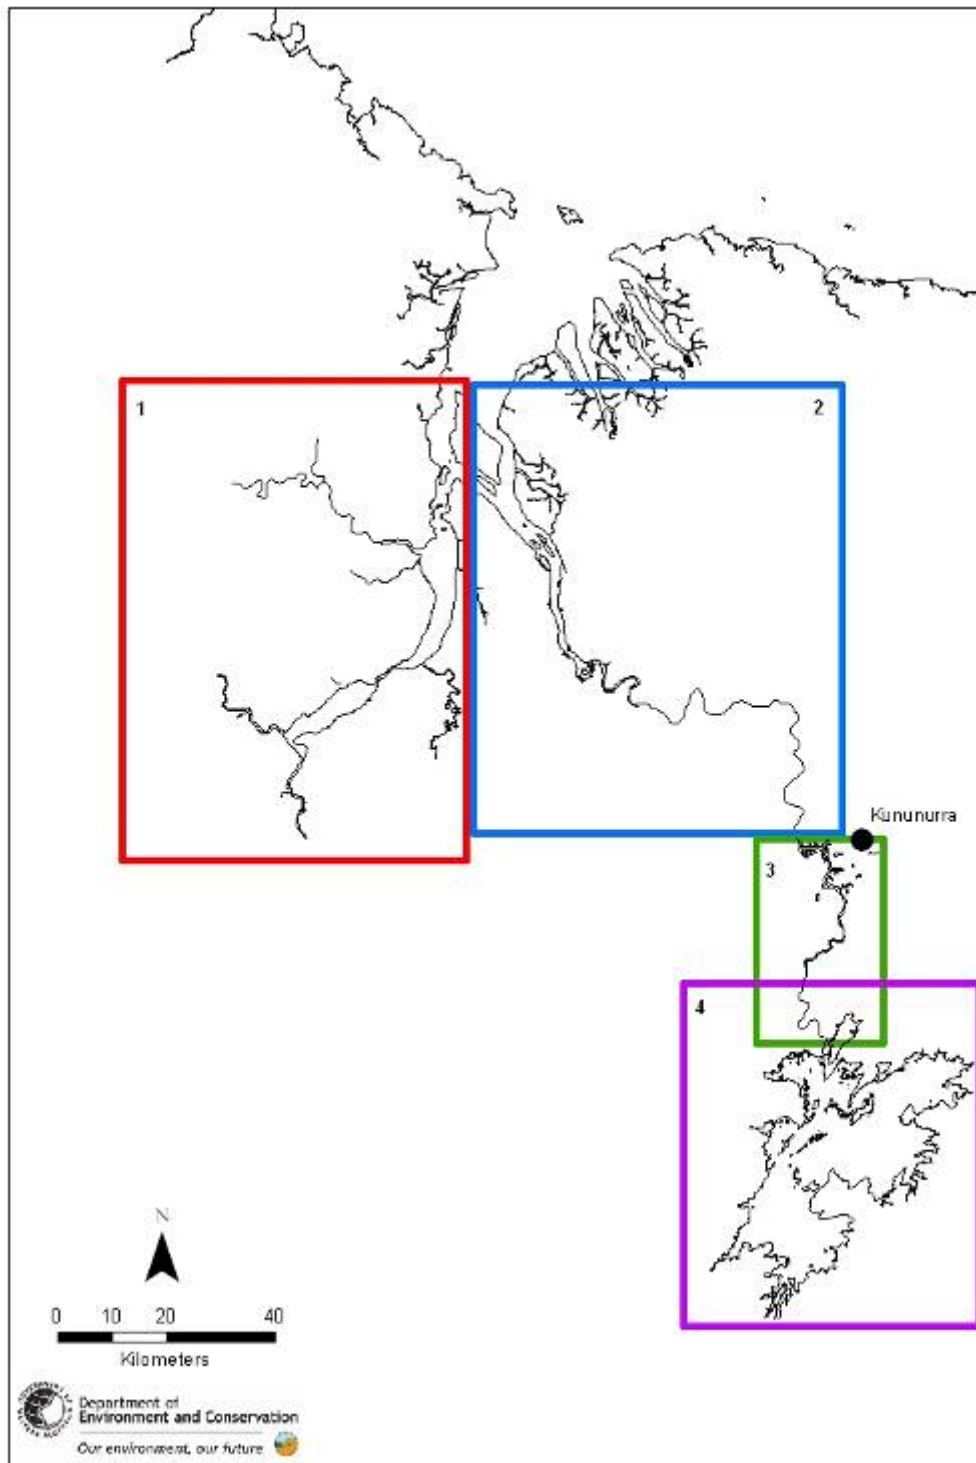 1
2
Kununurra
3
4
N
0 10 20 40
Kilometers
Department of
Environment and Conservation
Our environment, our future